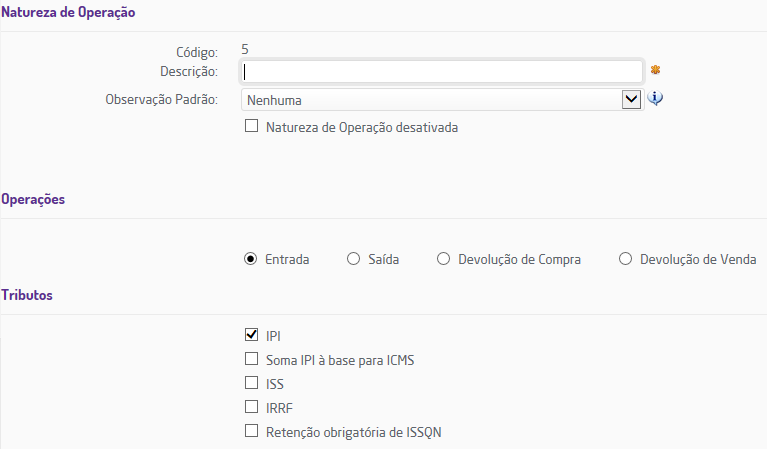 Natureza de Operação
Código: 5
Descrição:
Observação Padrão: Nenhuma
Natureza de Operação desativada
Operações
Entrada Saída Devolução de Compra Devolução de Venda
Tributos
IPI
Soma IPI à base para ICMS
ISS
IRRF
Retenção obrigatória de ISSQN